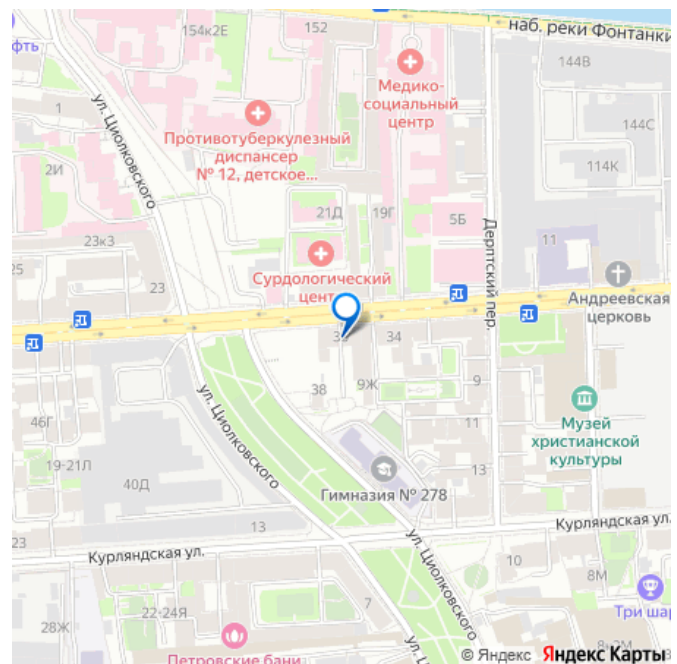 фть
154к2Е
152
наб. реки Фонтанки
144В
Медико-
социальный
центр
1
ул. Циолковского
Противотуберкулезный
диспансер
№ 12, детское...
144С
114К
2И
21Д
19Г
5Б
Дерптский пер.
23к3
11
25
23
Сурдологический
Андреевская
церковь
34
38
9Ж
9
46Г
ул. Циолковского
11
Музей
христианской
культуры
19-21Л
40Д
13
Гимназия № 278
23
13
Курляндская ул.
Курляндская ул.
ул. Циолковского
10
8М
22-24Я
7
Три шар
28Ж
Петровские бани
© Яндекс Яндекс Карты